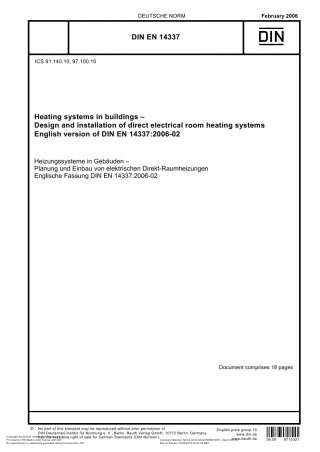 DEUTSCHE NORM
February 2006
DIN EN 14337
DIN
ICS 91.140.10; 97.100.10
Heating systems in buildings –
Design and installation of direct electrical room heating systems
English version of DIN EN 14337:2006-02
Heizungssysteme in Gebäuden –
Planung und Einbau von elektrischen Direkt-Raumheizungen
Englische Fassung DIN EN 14337:2006-02
Document comprises 18 pages
© No part of this standard may be reproduced without prior permission of
DIN Deutsches Institut für Normung e. V., Berlin. Beuth Verlag GmbH, 10772 Berlin, Germany,
has the exclusive right of sale for German Standards (DIN-Normen).
English price group 10
www.din.de
www.beuth.de